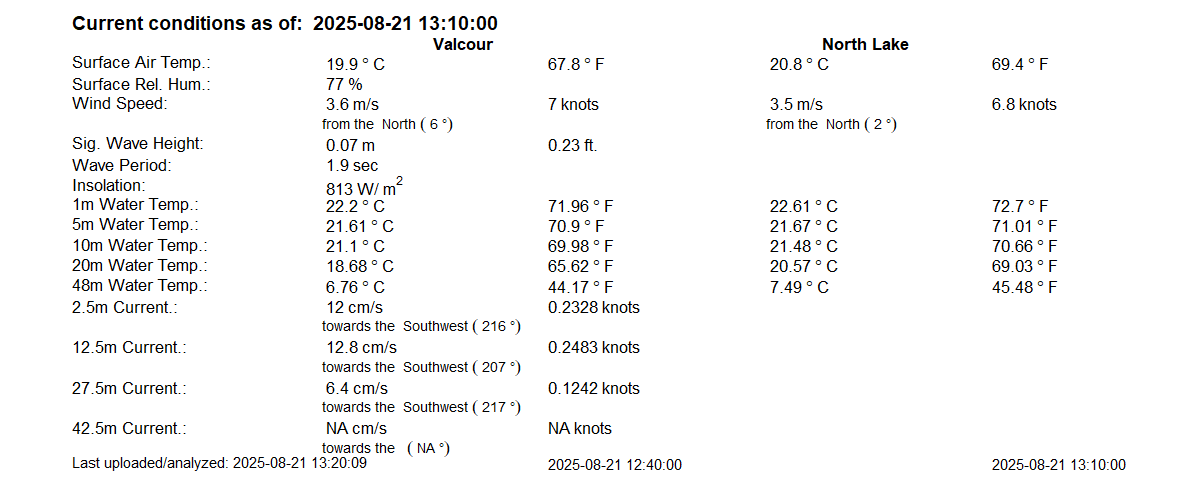 Current conditions as of: 2025-08-21 13:10:00
Valcour North Lake
Surface Air Temp.: 19.9 ° C 67.8 ° F 20.8 ° C 69.4 ° F
Surface Rel. Hum.: 77 %
Wind Speed: 3.6 m/s 7 knots 3.5 m/s 6.8 knots
from the North ( 6 °) from the North ( 2 °)
Sig. Wave Height: 0.07 m 0.23 ft.
Wave Period: 1.9 sec
Insolation: 813 W/ m2
1m Water Temp.: 22.2 ° C 71.96 ° F 22.61 ° C 72.7 ° F
5m Water Temp.: 21.61 ° C 70.9 ° F 21.67 ° C 71.01 ° F
10m Water Temp.: 21.1 ° C 69.98 ° F 21.48 ° C 70.66 ° F
20m Water Temp.: 18.68 ° C 65.62 ° F 20.57 ° C 69.03 ° F
48m Water Temp.: 6.76 ° C 44.17 ° F 7.49 ° C 45.48 ° F
2.5m Current.: 12 cm/s 0.2328 knots
towards the Southwest ( 216 °)
12.5m Current.: 12.8 cm/s 0.2483 knots
towards the Southwest ( 207 °)
27.5m Current.: 6.4 cm/s 0.1242 knots
towards the Southwest ( 217 °)
42.5m Current.: NA cm/s NA knots
towards the ( NA °)
Last uploaded/analyzed: 2025-08-21 13:20:09 2025-08-21 12:40:00 2025-08-21 13:10:00